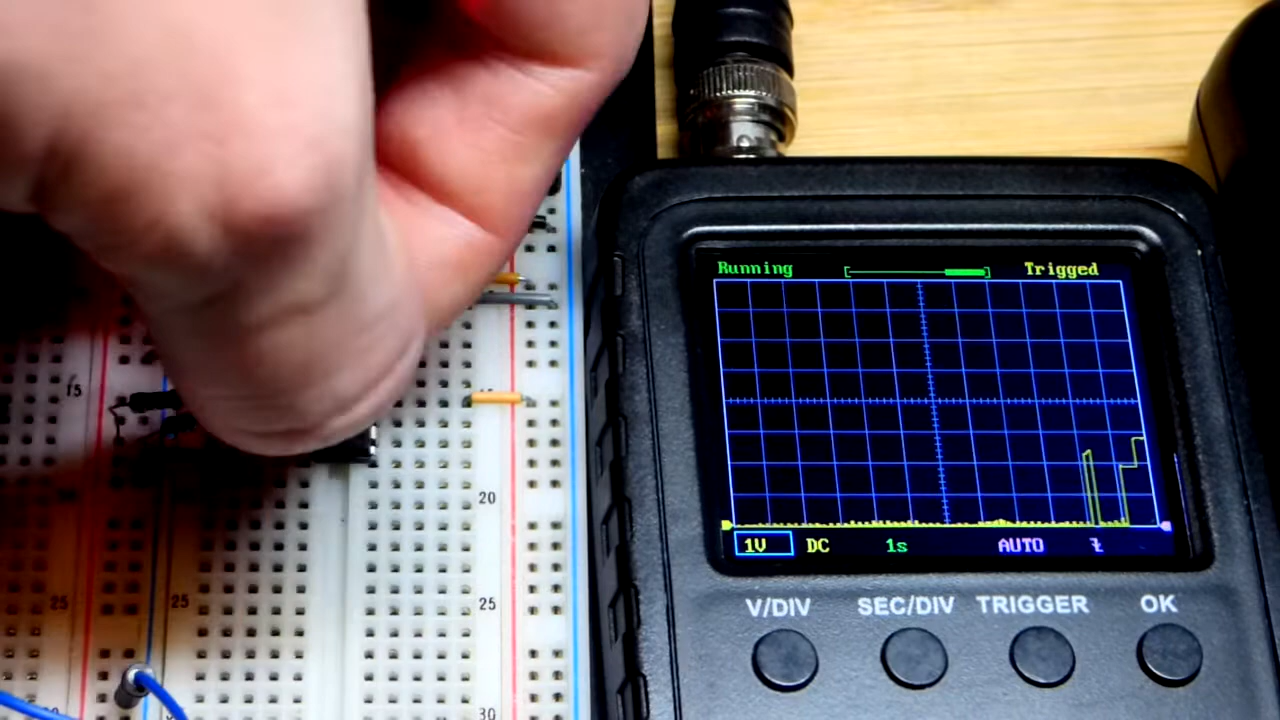 Running Trigged
1V DC 1s AUTO
V/DIV SEC/DIV TRIGGER OK
15
20
25 25 25
30